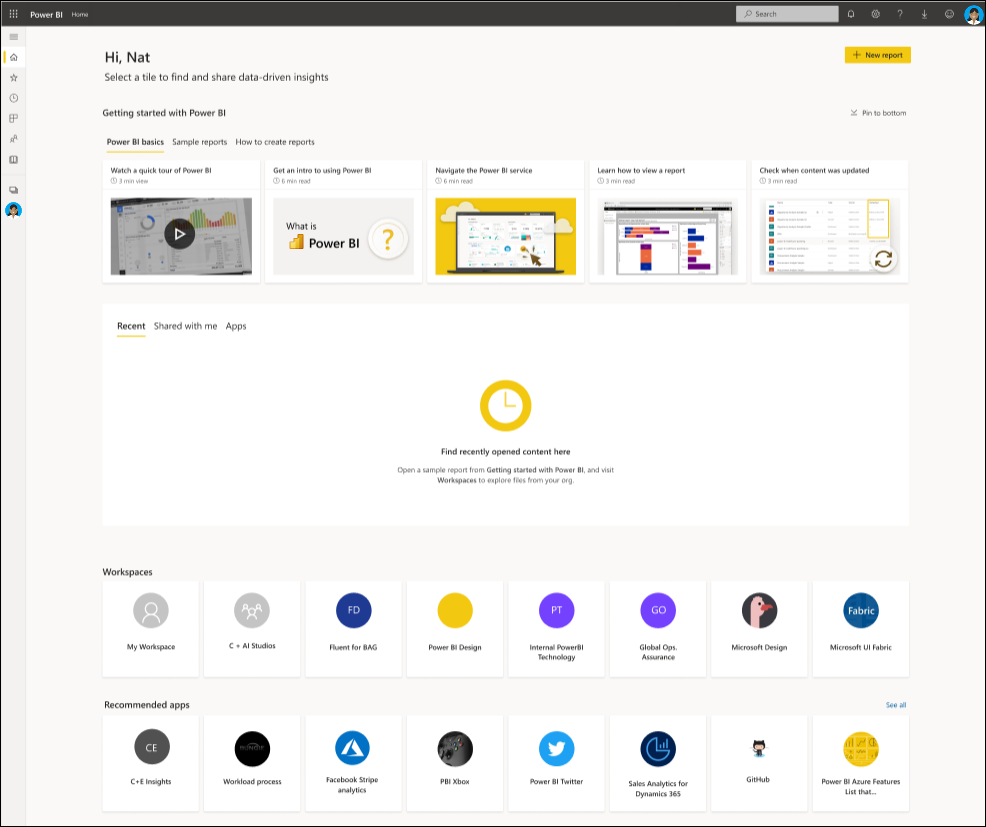 Power BI Home
Search
Hi, Nat
New report
Select a tile to find and share data-driven insights
Getting started with Power BI
Pin to bottom
Power BI basics Sample reports How to create reports
Watch a quick tour of Power BI
3 min view
Get an intro to using Power BI
6 min read
What is
Power BI
?
Navigate the Power BI service
6 min read
Learn how to view a report
3 min read
Check when content was updated
3 min read
Recent Shared with me Apps
Find recently opened content here
Open a sample report from Getting started with Power BI, and visit
Workspaces to explore files from your org.
Workspaces
My Workspace
C + AI Studios
FD
Fluent for BAG
Power BI Design
PT
Internal PowerBI
Technology
GO
Global Ops.
Assurance
Microsoft Design
Fabric
Microsoft UI Fabric
Recommended apps
See all
CE
C+E Insights
Workload process
Facebook Stripe
analytics
PBI Xbox
Power BI Twitter
Sales Analytics for
Dynamics 365
GitHub
Power BI Azure Features
List that...